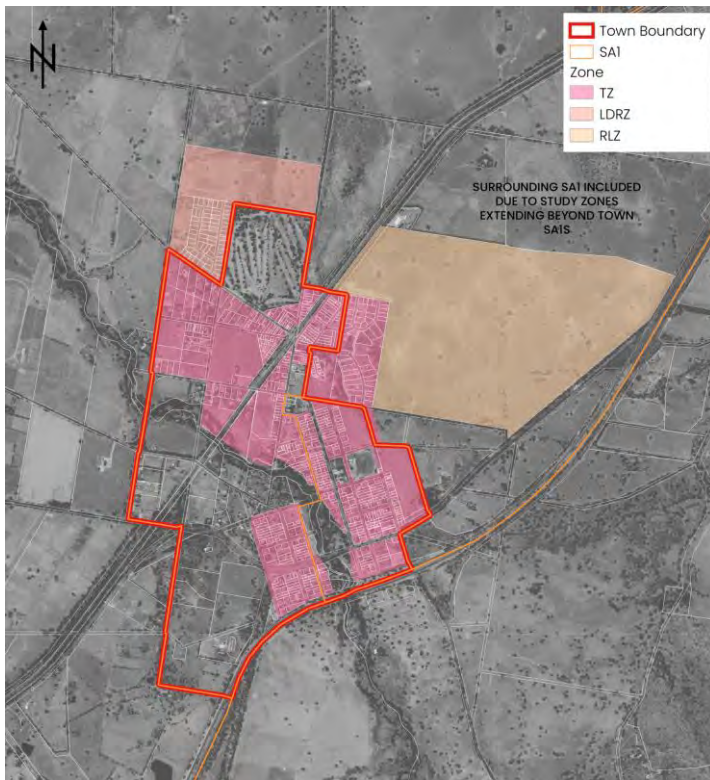 N
Town Boundary
SA1
Zone
TZ
LDRZ
RLZ
SURROUNDING SA1 INCLUDED
DUE TO STUDY ZONES
EXTENDING BEYOND TOWN
SA1S